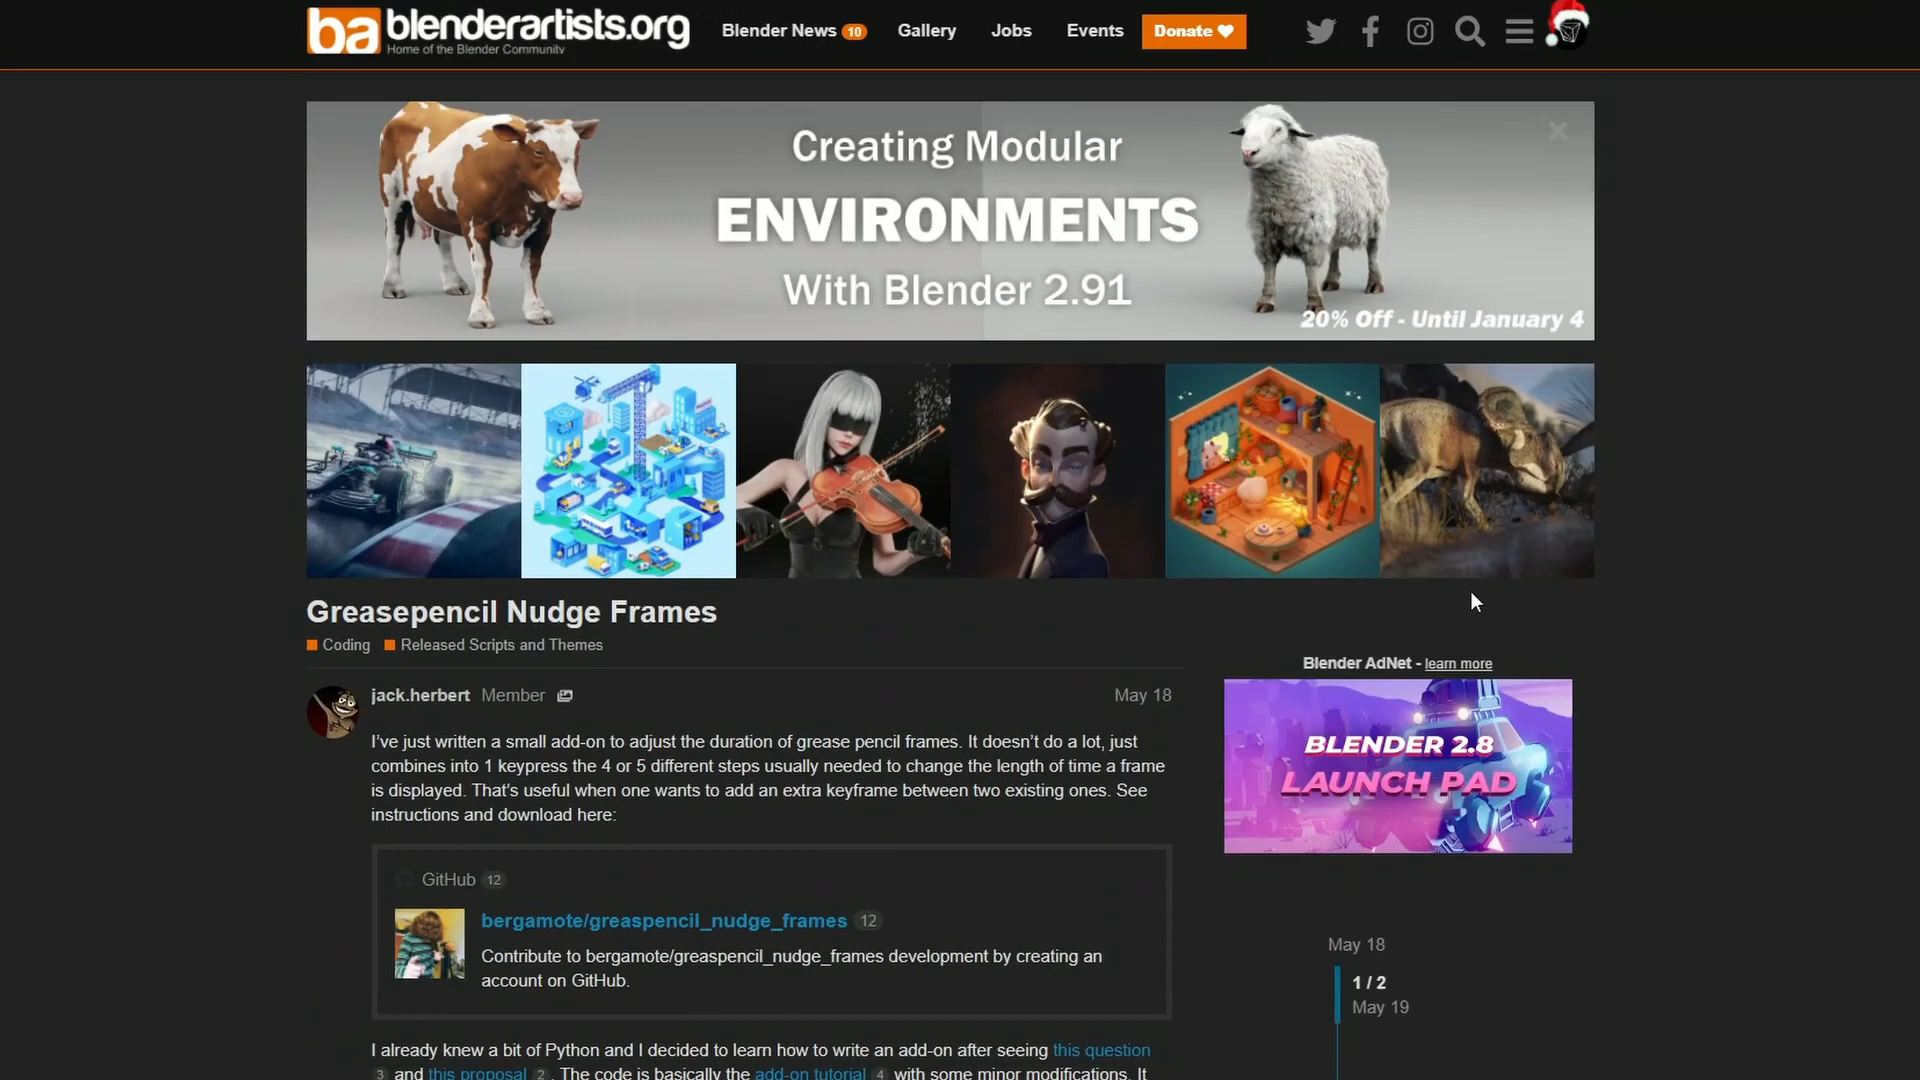 ba blenderartists.org
Home of the Blender Community
Blender News 10 Gallery Jobs Events Donate
Creating Modular
ENVIRONMENTS
With Blender 2.91
20% Off - Until January 4
Greasepencil Nudge Frames
Coding Released Scripts and Themes
Blender AdNet - learn more
jack.herbert Member May 18
I've just written a small add-on to adjust the duration of grease pencil frames. It doesn't do a lot, just
combines into 1 keypress the 4 or 5 different steps usually needed to change the length of time a frame
is displayed. That's useful when one wants to add an extra keyframe between two existing ones. See
instructions and download here:
BLENDER 2.8
LAUNCH PAD
GitHub 12
bergamote/greaspencil_nudge_frames 12
Contribute to bergamote/greaspencil_nudge_frames development by creating an
account on GitHub.
May 18
1 / 2
May 19
I already knew a bit of Python and I decided to learn how to write an add-on after seeing this question
3 and this proposal 2 . The code is basically the add-on tutorial 4 with some minor modifications. It